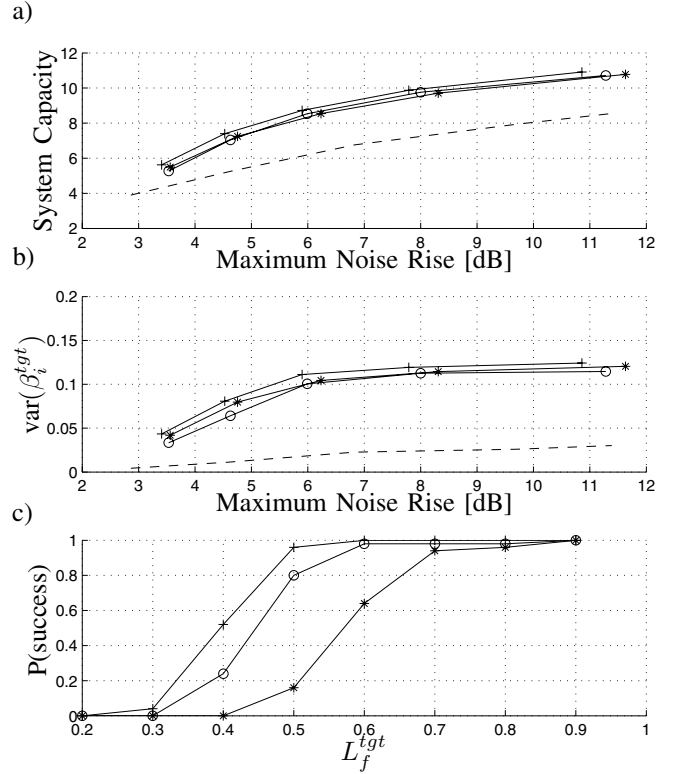 a)
12
10
8
6
4
2
System Capacity
2 3 4 5 6 7 8 9 10 11 12
Maximum Noise Rise [dB]
b)
0.2
0.15
0.1
0.05
0
var(β_i^{tgt})
2 3 4 5 6 7 8 9 10 11 12
Maximum Noise Rise [dB]
c)
1
0.8
0.6
0.4
0.2
0
P(success)
0.2 0.3 0.4 0.5 0.6 0.7 0.8 0.9 1
L_f^{tgt}